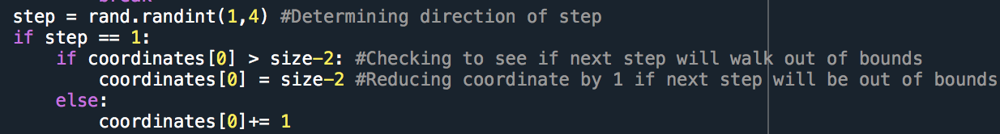 break
step = rand.randint(1,4) #Determining direction of step
if step == 1:
    if coordinates[0] > size-2: #Checking to see if next step will walk out of bounds
        coordinates[0] = size-2 #Reducing coordinate by 1 if next step will be out of bounds
    else:
        coordinates[0]+= 1